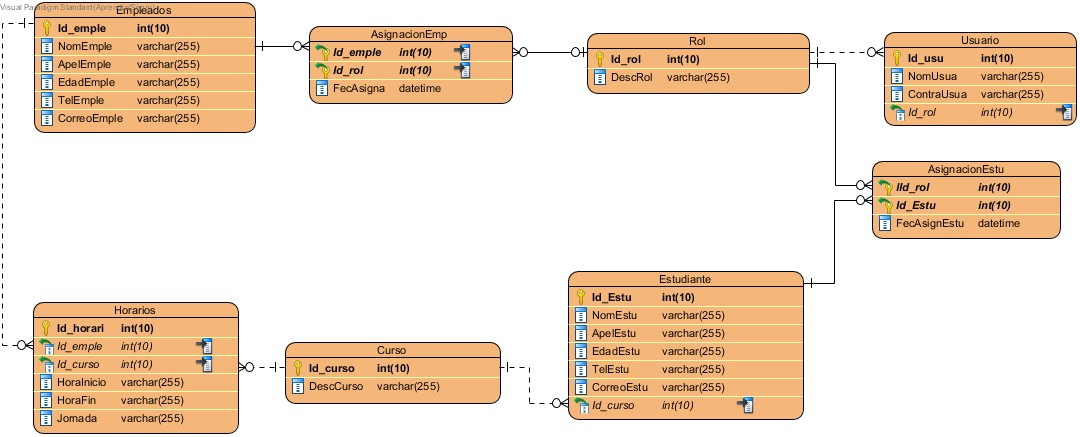 Visual Paradigm Standard(Aprendiz(Sena))
Empleados
Id_emple int(10)
NomEmple varchar(255)
ApelEmple varchar(255)
EdadEmple varchar(255)
TelEmple varchar(255)
CorreoEmple varchar(255)
AsignacionEmp
Id_emple int(10)
Id_rol int(10)
FecAsigna datetime
Rol
Id_rol int(10)
DescRol varchar(255)
Usuario
Id_usu int(10)
NomUsua varchar(255)
ContraUsua varchar(255)
Id_rol int(10)
AsignacionEstu
IId_rol int(10)
Id_Estu int(10)
FecAsignEstu datetime
Estudiante
Id_Estu int(10)
NomEstu varchar(255)
ApelEstu varchar(255)
EdadEstu varchar(255)
TelEstu varchar(255)
CorreoEstu varchar(255)
Id_curso int(10)
Horarios
Id_horari int(10)
Id_emple int(10)
Id_curso int(10)
HoraInicio varchar(255)
HoraFin varchar(255)
Jornada varchar(255)
Curso
Id_curso int(10)
DescCurso varchar(255)